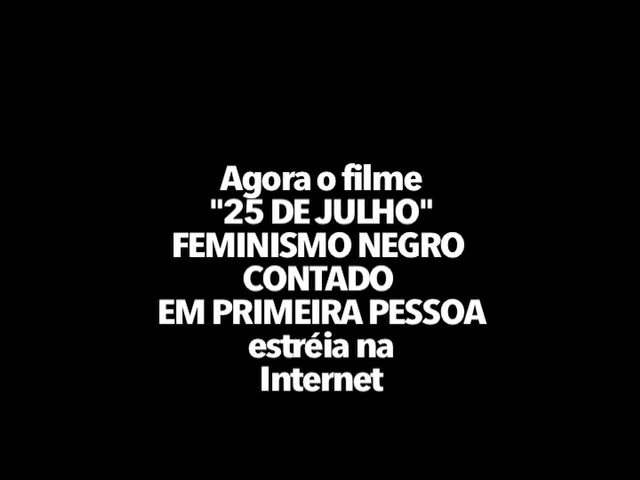 Agora o filme
"25 DE JULHO"
FEMINISMO NEGRO
CONTADO
EM PRIMEIRA PESSOA
estréia na
Internet